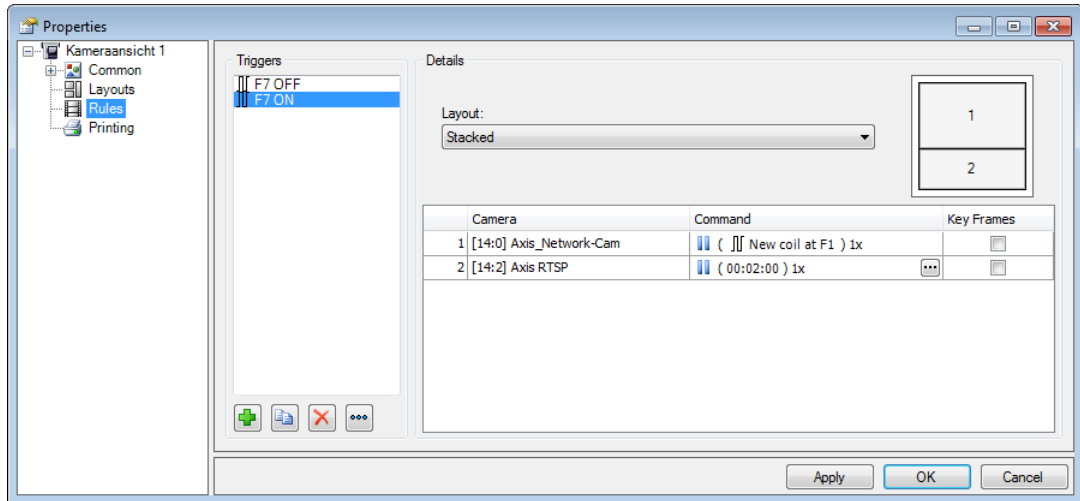 Properties
Kameraansicht 1
Common
Layouts
Rules
Printing
Triggers
F7 OFF
F7 ON
Details
Layout:
Stacked
1
2
Camera Command Key Frames
1 [14:0] Axis_Network-Cam ( New coil at F1 ) 1x
2 [14:2] Axis RTSP ( 00:02:00 ) 1x
Apply OK Cancel